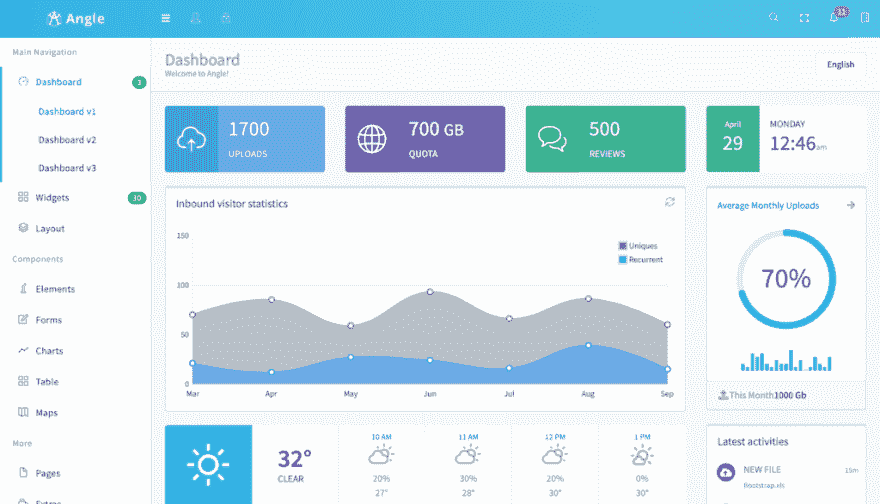 Angle
Main Navigation
Dashboard
3
Dashboard v1
Dashboard v2
Dashboard v3
Widgets
30
Layout
Components
Elements
Forms
Charts
Table
Maps
More
Pages
Extras
Dashboard
Welcome to Angle!
English
1700
UPLOADS
700 GB
QUOTA
500
REVIEWS
April
29
MONDAY
12:46am
Inbound visitor statistics
150
100
50
0
Uniques
Recurrent
Mar Apr May Jun Jul Aug Sep
Average Monthly Uploads
70%
This Month 1000 Gb
32°
CLEAR
10 AM
20%
27°
11 AM
30%
28°
12 PM
20%
30°
1 PM
0%
30°
Latest activities
NEW FILE
15m
Bootstrap.xls